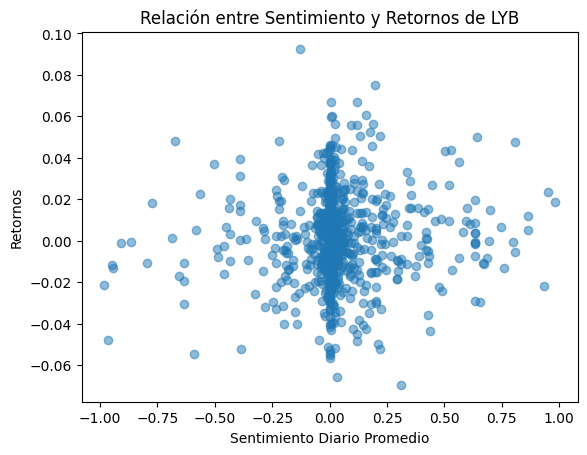 Relación entre Sentimiento y Retornos de LYB
Retornos
0.10
0.08
0.06
0.04
0.02
0.00
−0.02
−0.04
−0.06
−1.00 −0.75 −0.50 −0.25 0.00 0.25 0.50 0.75 1.00
Sentimiento Diario Promedio